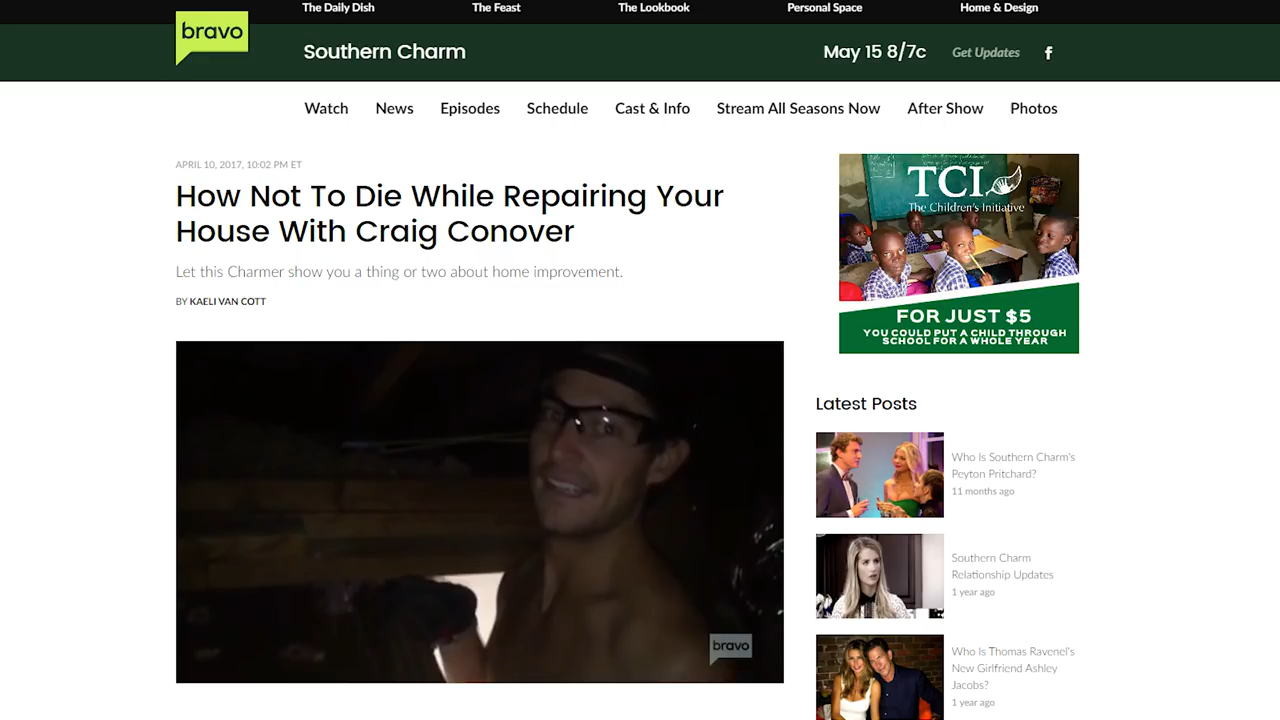 The Daily Dish
The Feast
The Lookbook
Personal Space
Home & Design
bravo
Southern Charm
May 15 8/7c
Get Updates
f
Watch
News
Episodes
Schedule
Cast & Info
Stream All Seasons Now
After Show
Photos
APRIL 10, 2017, 10:02 PM ET
How Not To Die While Repairing Your
House With Craig Conover
Let this Charmer show you a thing or two about home improvement.
BY KAELI VAN COTT
bravo
TCI
The Children's Initiative
FOR JUST $5
YOU COULD PUT A CHILD THROUGH
SCHOOL FOR A WHOLE YEAR
Latest Posts
Who Is Southern Charm's
Peyton Pritchard?
11 months ago
Southern Charm
Relationship Updates
1 year ago
Who Is Thomas Ravenel's
New Girlfriend Ashley
Jacobs?
1 year ago